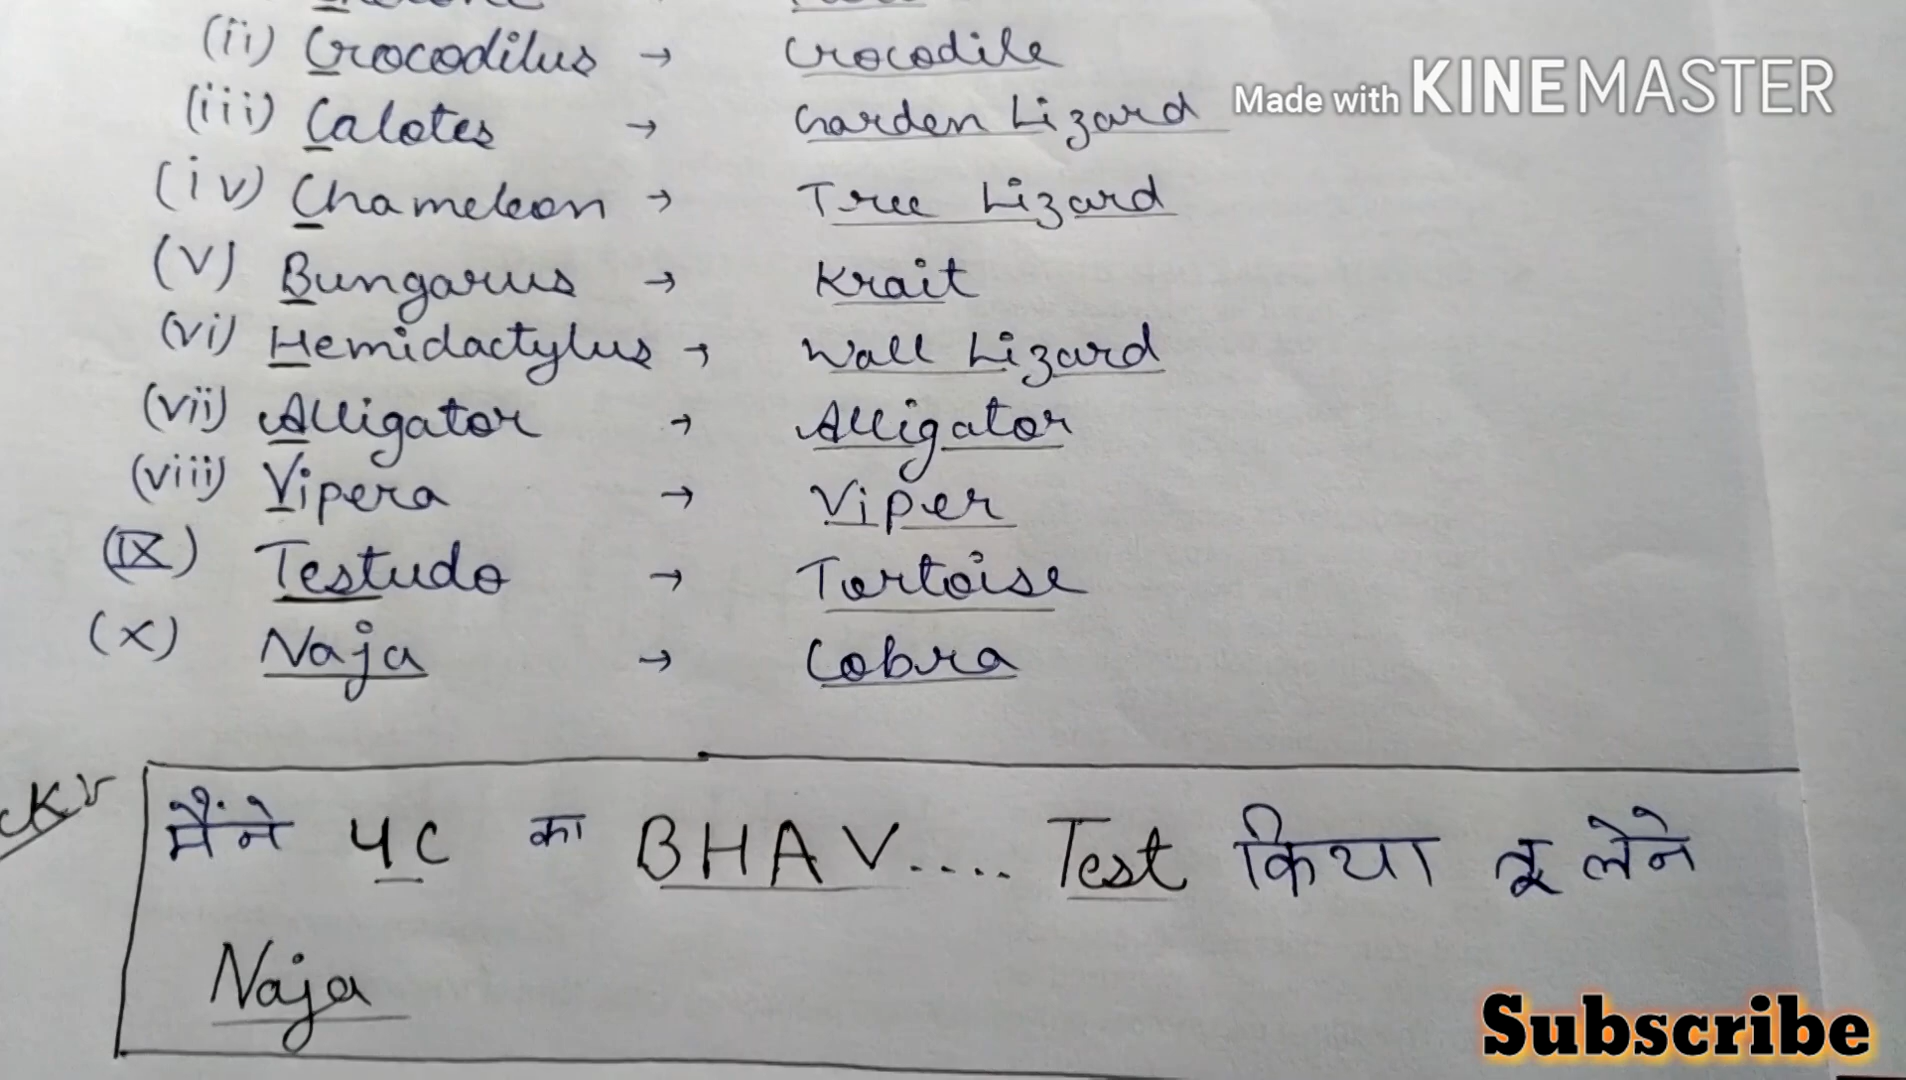 (ii) Crocodilus → Crocodile
(iii) Calotes → Garden Lizard
Made with KINEMASTER
(iv) Chameleon → Tree Lizard
(v) Bungarus → Krait
(vi) Hemidactylus → Wall Lizard
(vii) Alligator → Alligator
(viii) Vipera → Viper
(IX) Testudo → Tortoise
(X) Naja → Cobra
मैंने 4C का BHAV.... Test किया तू लेने
Naja
Subscribe